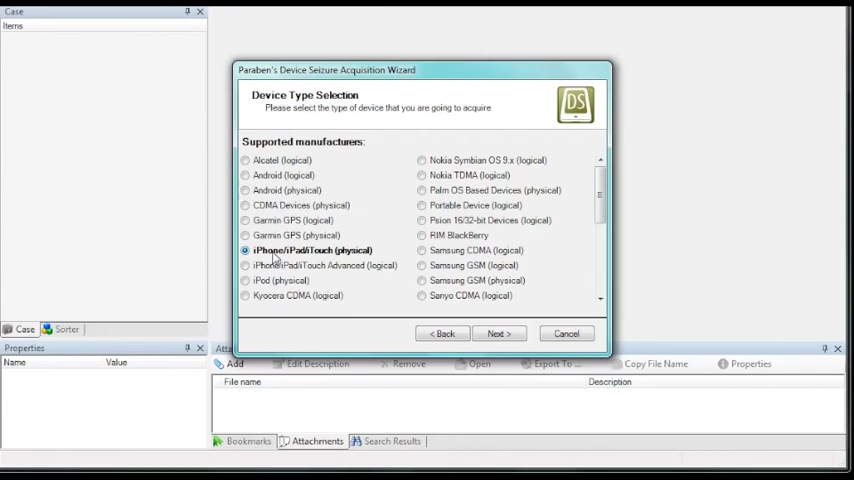 Case
Items
Paraben's Device Seizure Acquisition Wizard
Device Type Selection
Please select the type of device that you are going to acquire
DS
Supported manufacturers:
Alcatel (logical)
Android (logical)
Android (physical)
CDMA Devices (physical)
Garmin GPS (logical)
Garmin GPS (physical)
iPhone/iPad/iTouch (physical)
iPhone/iPad/iTouch Advanced (logical)
iPod (physical)
Kyocera CDMA (logical)
Nokia Symbian OS 9.x (logical)
Nokia TDMA (logical)
Palm OS Based Devices (physical)
Portable Device (logical)
Psion 16/32-bit Devices (logical)
RIM BlackBerry
Samsung CDMA (logical)
Samsung GSM (logical)
Samsung GSM (physical)
Sanyo CDMA (logical)
< Back Next > Cancel
Case Sorter
Properties
Name Value
Add Edit Description Remove Open Export To ... Copy File Name Properties
File name Description
Bookmarks Attachments Search Results